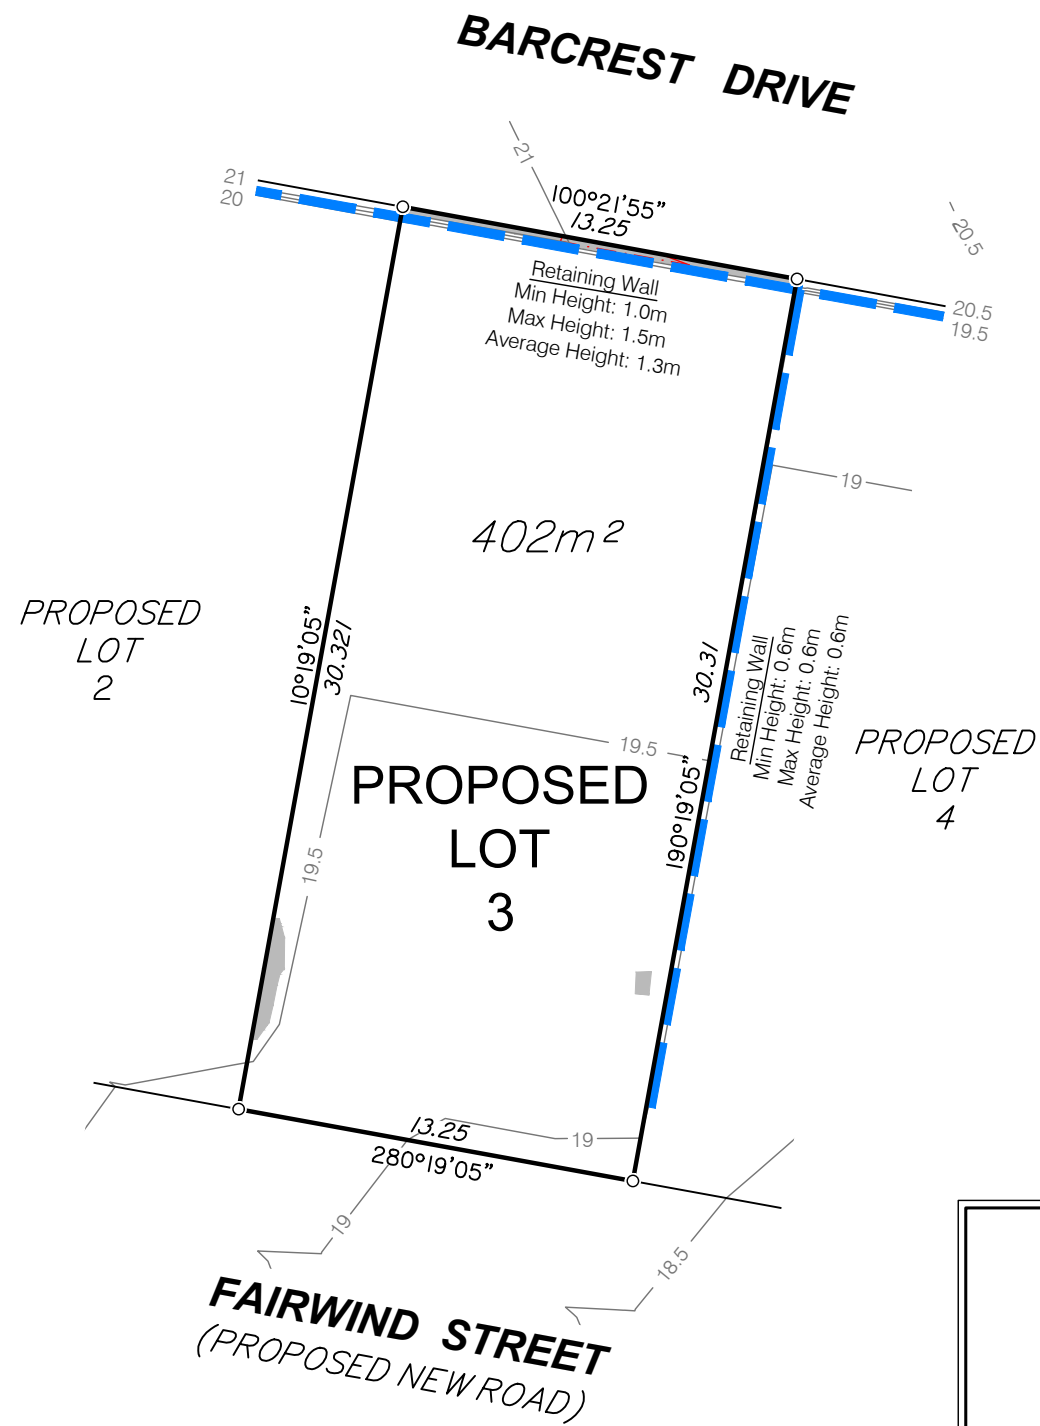 BARCREST DRIVE
21
21
20
100°21'55"
13.25
20.5
Retaining Wall
Min Height: 1.0m
Max Height: 1.5m
Average Height: 1.3m
20.5
19.5
19
402m²
PROPOSED
LOT
2
10°19'05"
30.321
30.31
190°19'05"
Retaining Wall
Min Height: 0.6m
Max Height: 0.6m
Average Height: 0.6m
PROPOSED
LOT
4
19.5
PROPOSED
LOT
3
19.5
13.25
280°19'05"
19
19
18.5
FAIRWIND STREET
(PROPOSED NEW ROAD)